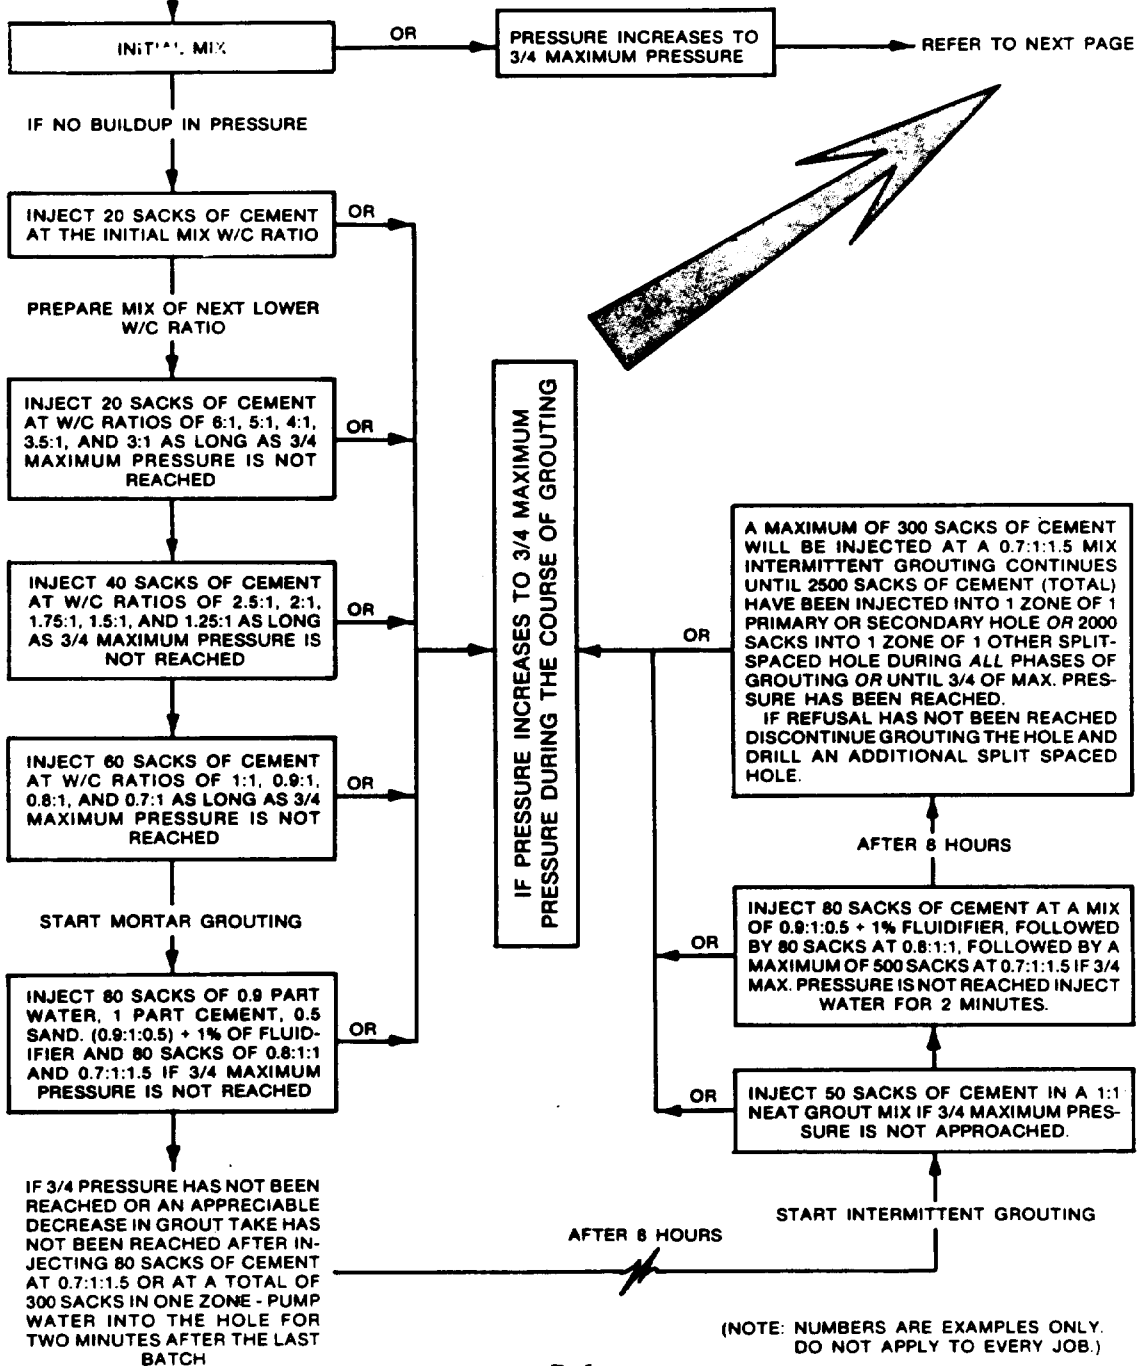 INITIAL MIX
OR
PRESSURE INCREASES TO
3/4 MAXIMUM PRESSURE
REFER TO NEXT PAGE
IF NO BUILDUP IN PRESSURE
INJECT 20 SACKS OF CEMENT
AT THE INITIAL MIX W/C RATIO
OR
PREPARE MIX OF NEXT LOWER
W/C RATIO
INJECT 20 SACKS OF CEMENT
AT W/C RATIOS OF 6:1, 5:1, 4:1,
3.5:1, AND 3:1 AS LONG AS 3/4
MAXIMUM PRESSURE IS NOT
REACHED
OR
INJECT 40 SACKS OF CEMENT
AT W/C RATIOS OF 2.5:1, 2:1,
1.75:1, 1.5:1, AND 1.25:1 AS LONG
AS 3/4 MAXIMUM PRESSURE IS
NOT REACHED
OR
INJECT 60 SACKS OF CEMENT
AT W/C RATIOS OF 1:1, 0.9:1,
0.8:1, AND 0.7:1 AS LONG AS 3/4
MAXIMUM PRESSURE IS NOT
REACHED
OR
START MORTAR GROUTING
INJECT 80 SACKS OF 0.9 PART
WATER, 1 PART CEMENT, 0.5
SAND. (0.9:1:0.5) + 1% OF FLUID-
IFIER AND 80 SACKS OF 0.8:1:1
AND 0.7:1:1.5 IF 3/4 MAXIMUM
PRESSURE IS NOT REACHED
OR
IF 3/4 PRESSURE HAS NOT BEEN
REACHED OR AN APPRECIABLE
DECREASE IN GROUT TAKE HAS
NOT BEEN REACHED AFTER IN-
JECTING 80 SACKS OF CEMENT
AT 0.7:1:1.5 OR AT A TOTAL OF
300 SACKS IN ONE ZONE - PUMP
WATER INTO THE HOLE FOR
TWO MINUTES AFTER THE LAST
BATCH
AFTER 8 HOURS
START INTERMITTENT GROUTING
INJECT 50 SACKS OF CEMENT IN A 1:1
NEAT GROUT MIX IF 3/4 MAXIMUM PRES-
SURE IS NOT APPROACHED.
OR
INJECT 80 SACKS OF CEMENT AT A MIX
OF 0.9:1:0.5 + 1% FLUIDIFIER, FOLLOWED
BY 80 SACKS AT 0.8:1:1, FOLLOWED BY A
MAXIMUM OF 500 SACKS AT 0.7:1:1.5 IF 3/4
MAX. PRESSURE IS NOT REACHED INJECT
WATER FOR 2 MINUTES.
OR
AFTER 8 HOURS
A MAXIMUM OF 300 SACKS OF CEMENT
WILL BE INJECTED AT A 0.7:1:1.5 MIX
INTERMITTENT GROUTING CONTINUES
UNTIL 2500 SACKS OF CEMENT (TOTAL)
HAVE BEEN INJECTED INTO 1 ZONE OF 1
PRIMARY OR SECONDARY HOLE OR 2000
SACKS INTO 1 ZONE OF 1 OTHER SPLIT-
SPACED HOLE DURING ALL PHASES OF
GROUTING OR UNTIL 3/4 OF MAX. PRES-
SURE HAS BEEN REACHED.
IF REFUSAL HAS NOT BEEN REACHED
DISCONTINUE GROUTING THE HOLE AND
DRILL AN ADDITIONAL SPLIT SPACED
HOLE.
OR
IF PRESSURE INCREASES TO 3/4 MAXIMUM
PRESSURE DURING THE COURSE OF GROUTING
(NOTE: NUMBERS ARE EXAMPLES ONLY.
DO NOT APPLY TO EVERY JOB.)